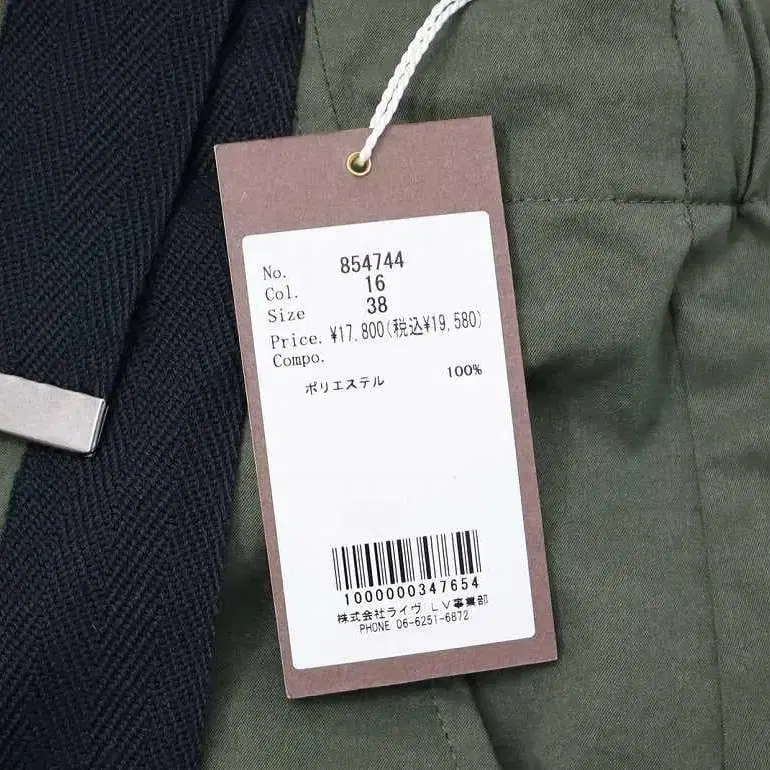 No. 854744
Col. 16
Size 38
Price. ¥17,800(税込¥19,580)
Compo.
ポリエステル 100%
1000000347654
株式会社ライヴ LV事業部
PHONE 06-6251-6872